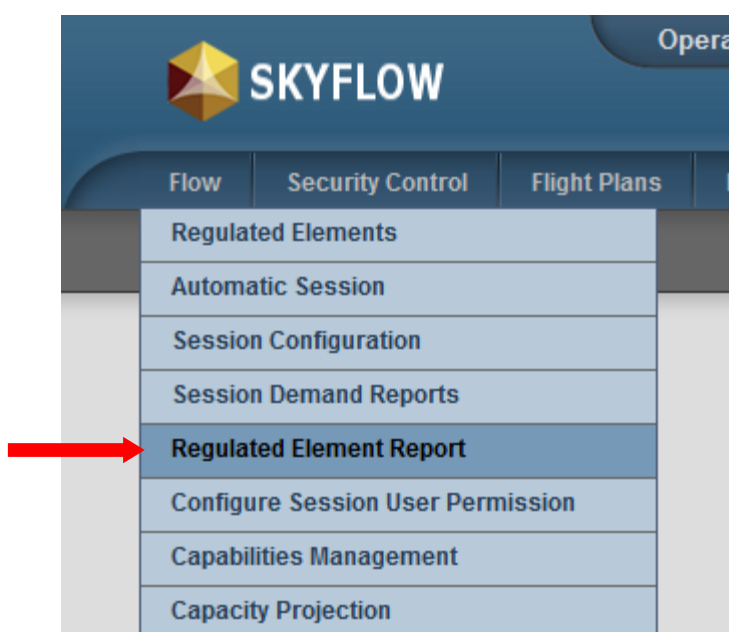 Opera
SKYFLOW
Flow Security Control Flight Plans
Regulated Elements
Automatic Session
Session Configuration
Session Demand Reports
Regulated Element Report
Configure Session User Permission
Capabilities Management
Capacity Projection